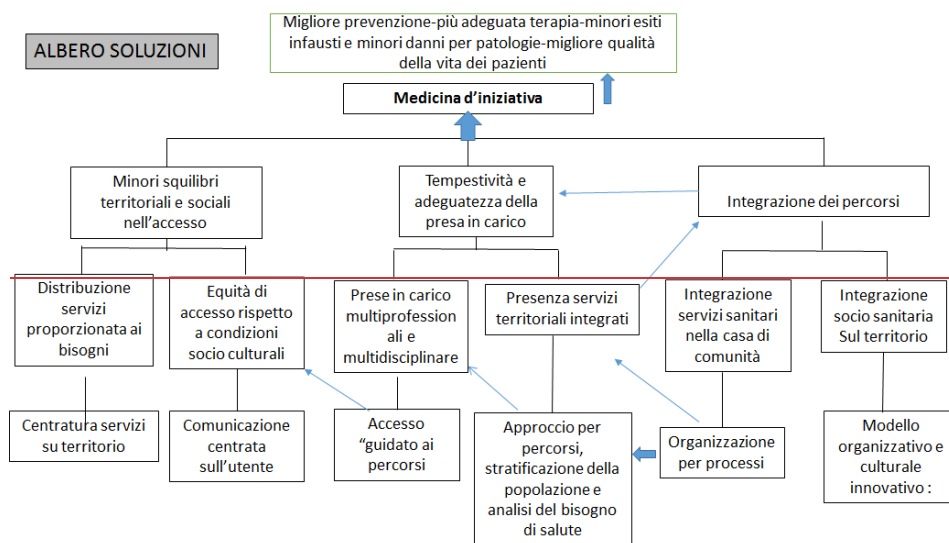 Migliore prevenzione-più adeguata terapia-minori esiti
infausti e minori danni per patologie-migliore qualità
della vita dei pazienti
ALBERO SOLUZIONI
Medicina d'iniziativa
Minori squilibri
territoriali e sociali
nell'accesso
Tempestività e
adeguatezza della
presa in carico
Integrazione dei percorsi
Distribuzione
servizi
proporzionata ai
bisogni
Equità di
accesso rispetto
a condizioni
socio culturali
Prese in carico
multiprofession
ali e
multidisciplinare
Presenza servizi
territoriali integrati
Integrazione
servizi sanitari
nella casa di
comunità
Integrazione
socio sanitaria
Sul territorio
Centratura servizi
su territorio
Comunicazione
centrata
sull'utente
Accesso
"guidato ai
percorsi
Approccio per
percorsi,
stratificazione della
popolazione e
analisi del bisogno
di salute
Organizzazione
per processi
Modello
organizzativo e
culturale
innovativo :